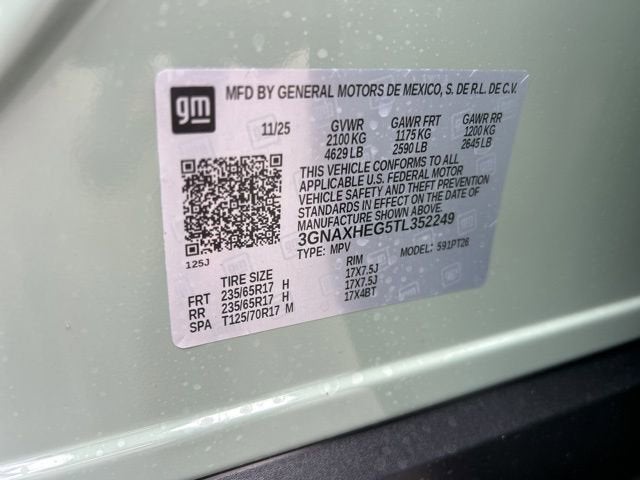 gm
MFD BY GENERAL MOTORS DE MEXICO, S. DE R.L. DE C.V.
11/25 GVWR GAWR FRT GAWR RR
2100 KG 1175 KG 1200 KG
4629 LB 2590 LB 2645 LB
THIS VEHICLE CONFORMS TO ALL
APPLICABLE U.S. FEDERAL MOTOR
VEHICLE SAFETY AND THEFT PREVENTION
STANDARDS IN EFFECT ON THE DATE OF
MANUFACTURE SHOWN ABOVE.
3GNAXHEG5TL352249
TYPE: MPV MODEL: 591PT26
125J
TIRE SIZE RIM
FRT 235/65R17 H 17X7.5J
RR 235/65R17 H 17X7.5J
SPA T125/70R17 M 17X4BT